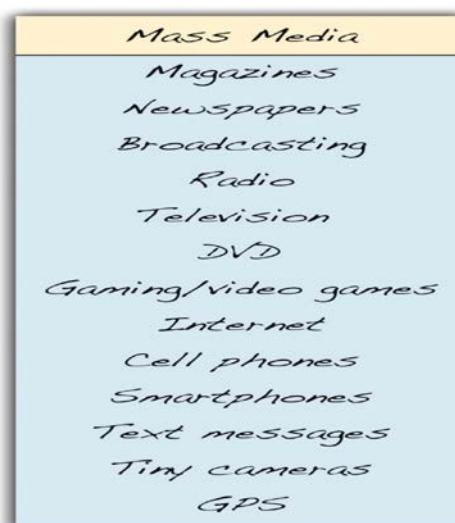 Mass Media
Magazines
Newspapers
Broadcasting
Radio
Television
DVD
Gaming/video games
Internet
Cell phones
Smartphones
Text messages
Tiny cameras
GPS